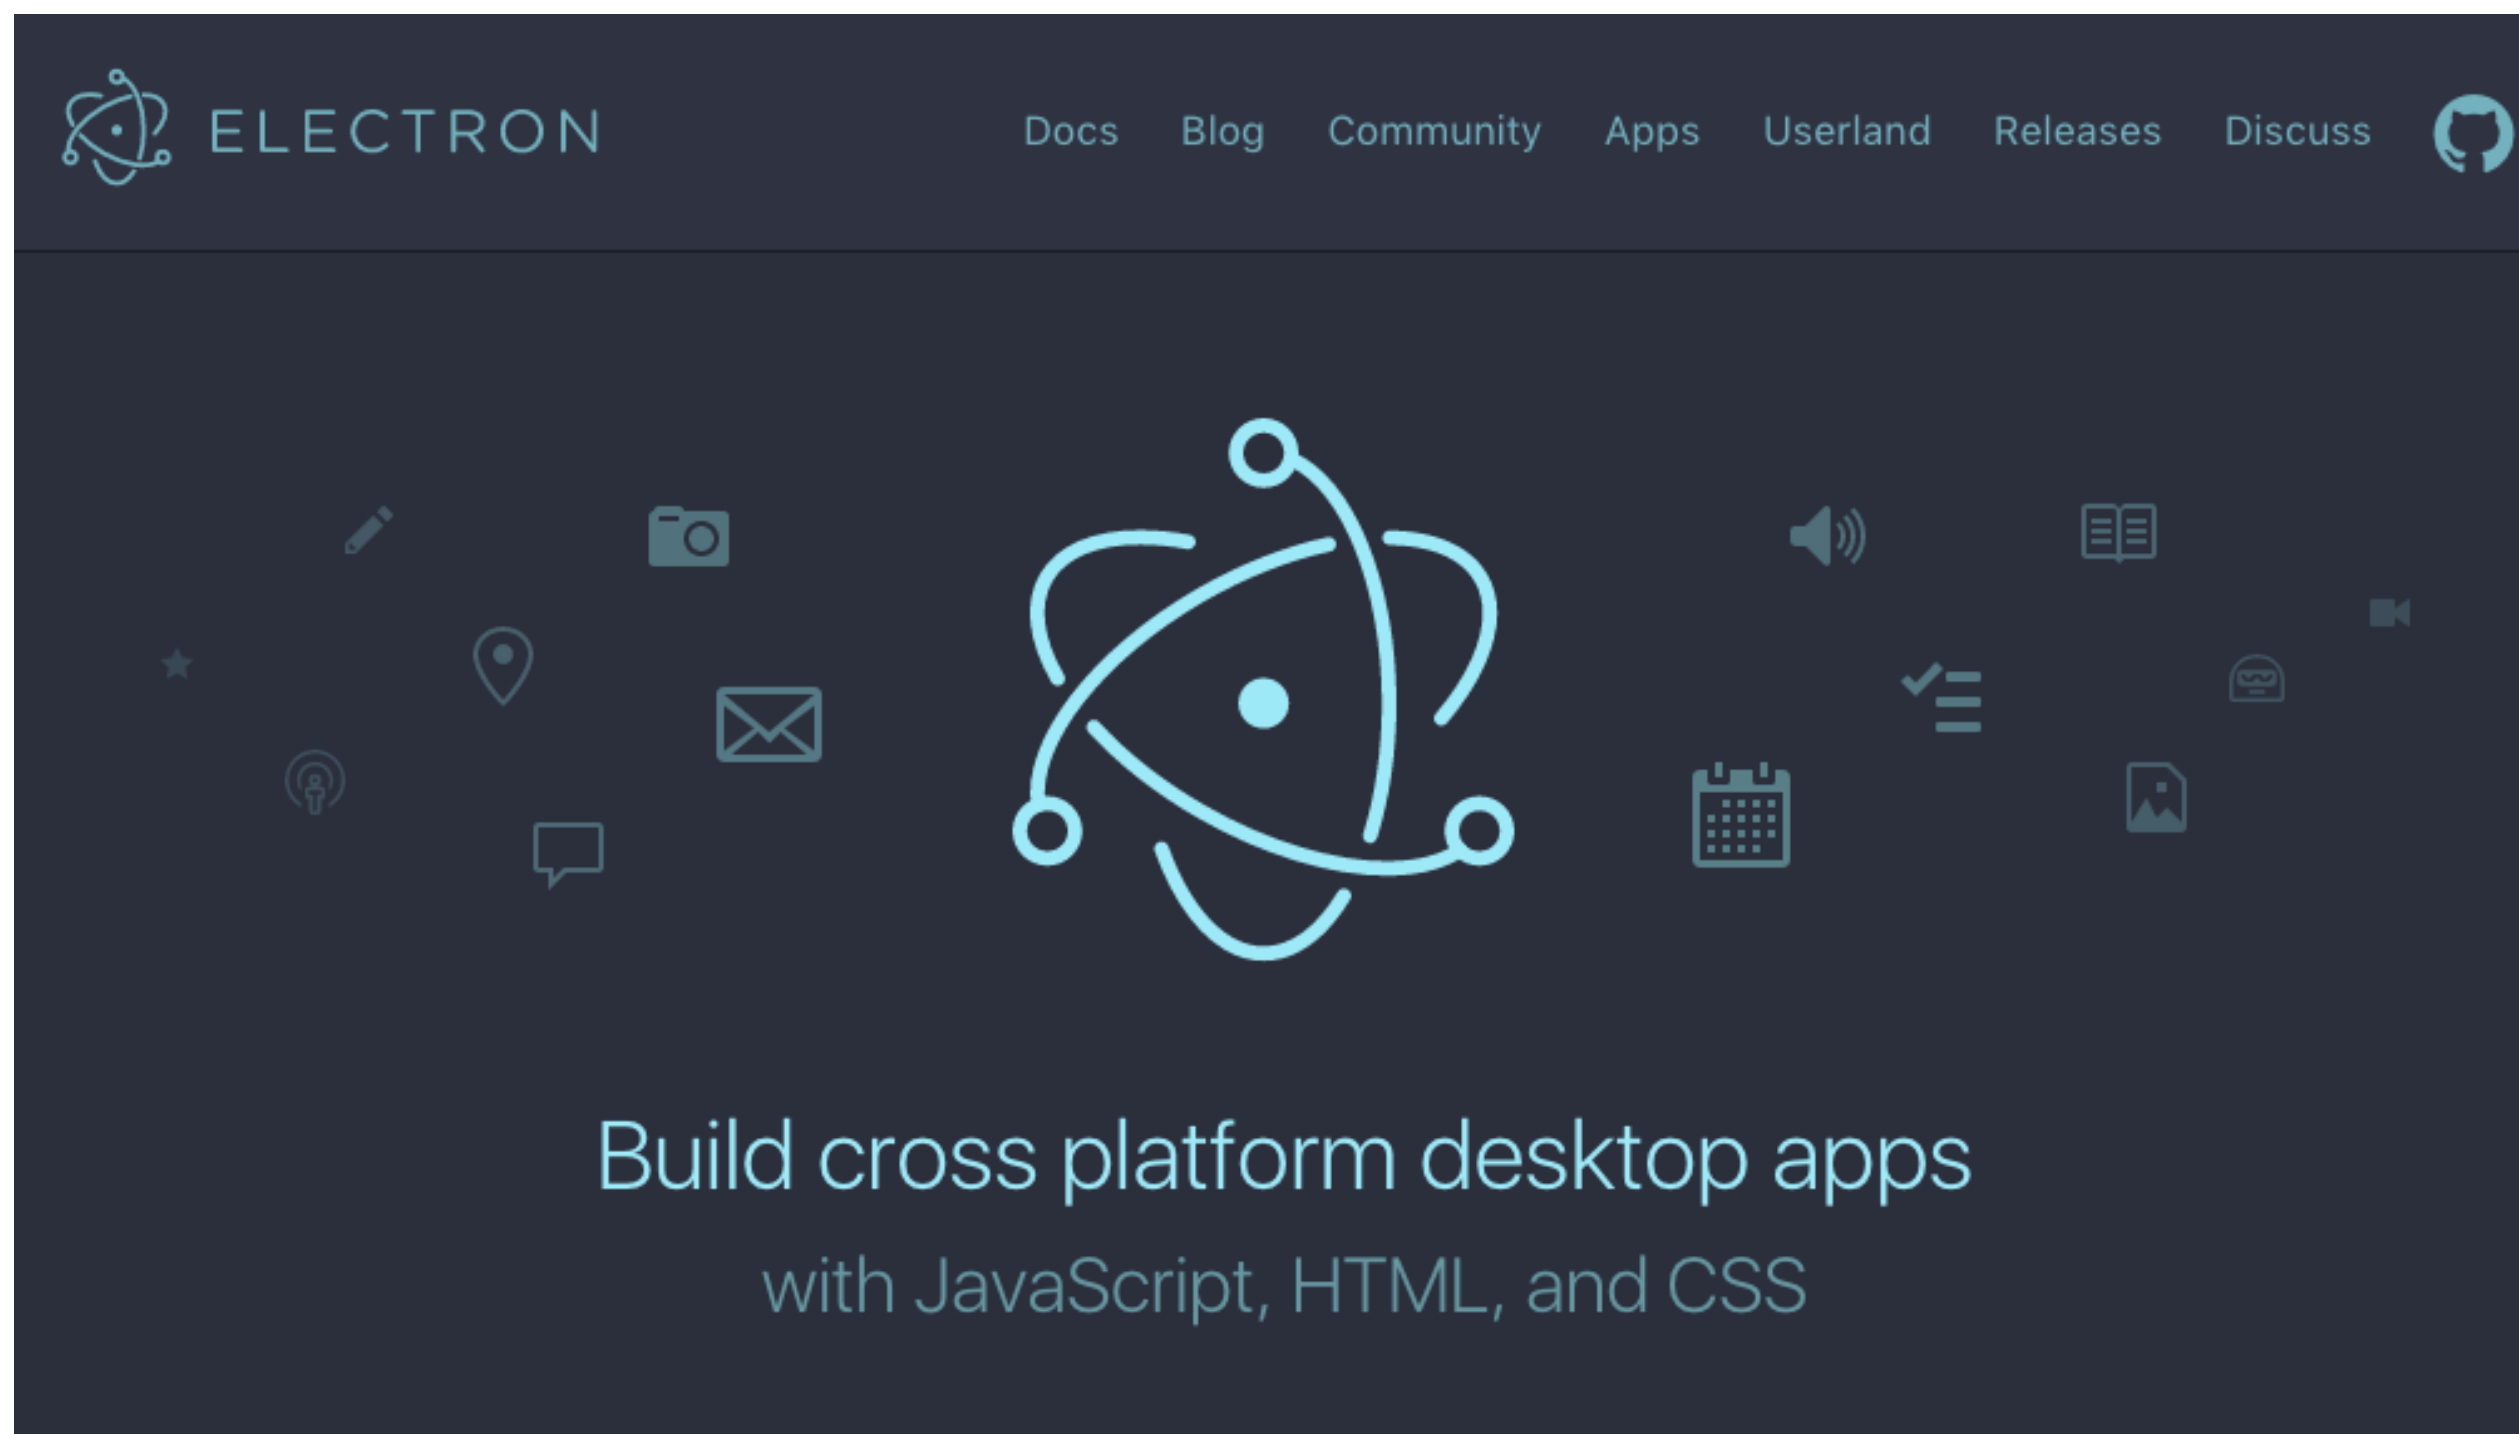 ELECTRON
Docs Blog Community Apps Userland Releases Discuss
Build cross platform desktop apps
with JavaScript, HTML, and CSS